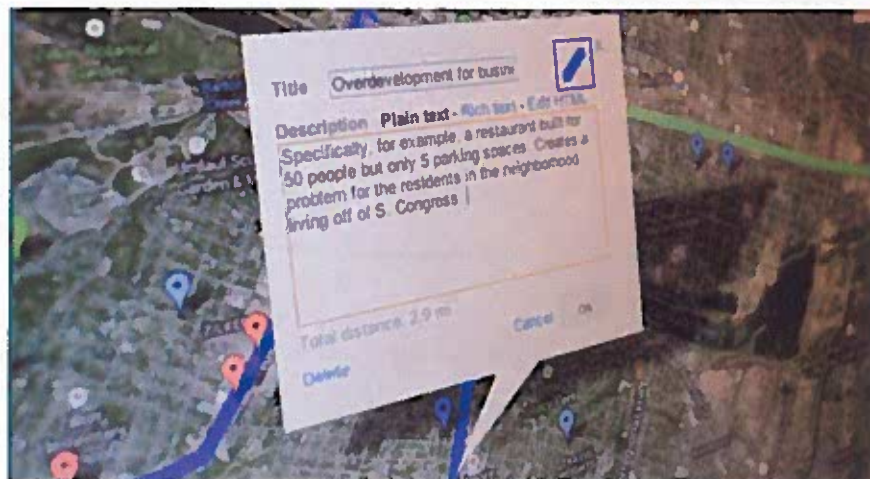 Title Overdevelopment for busine
Description Plain text - Rich text - Edit HTML
Specifically, for example, a restaurant built for
50 people but only 5 parking spaces. Creates a
problem for the residents in the neighborhood
living off of S. Congress.
Total distance: 2.9 mi
Cancel OK
Delete